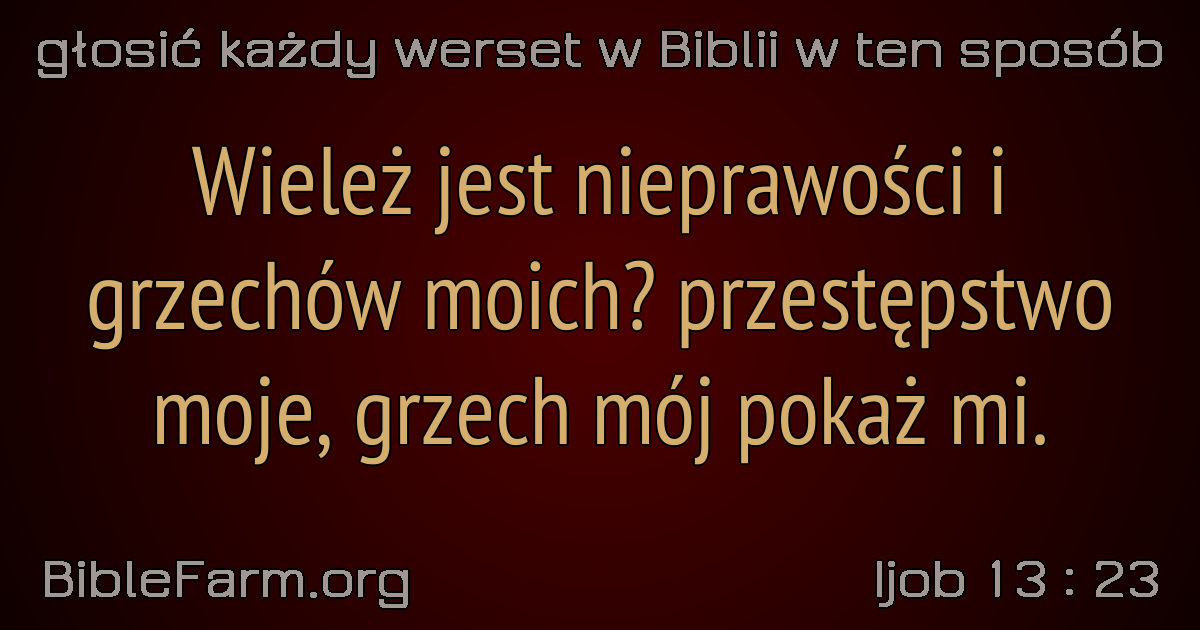 głosić każdy werset w Biblii w ten sposób
Wieleż jest nieprawości i
grzechów moich? przestępstwo
moje, grzech mój pokaż mi.
BibleFarm.org
Ijob 13 : 23